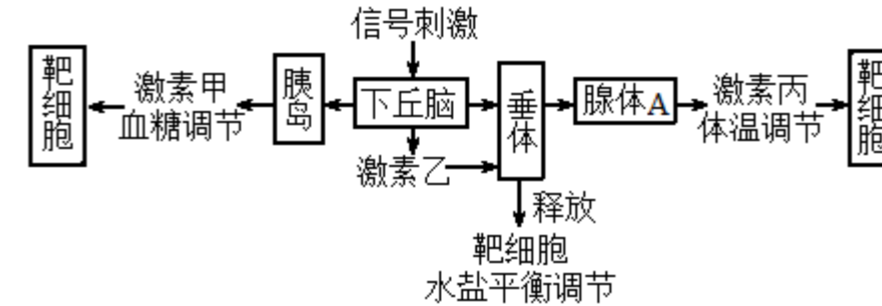 信号刺激
靶细胞
激素甲
血糖调节
胰岛
下丘脑
垂体
腺体A
激素丙
体温调节
靶细胞
激素乙
释放
靶细胞
水盐平衡调节